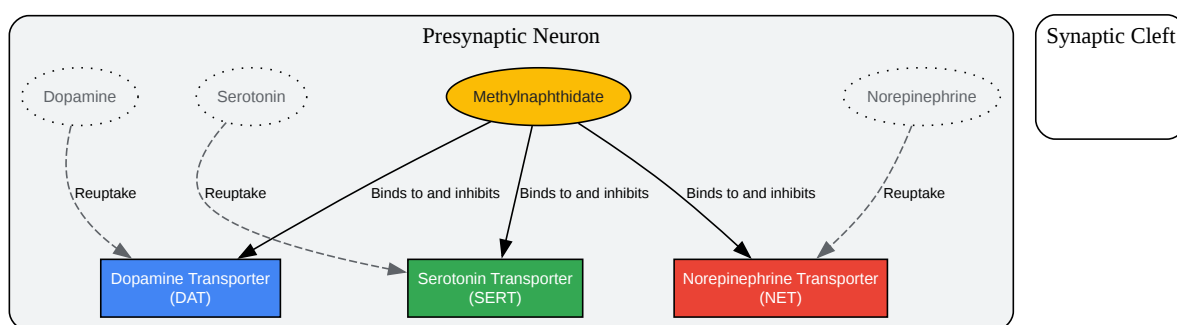 Presynaptic Neuron
Synaptic Cleft
Dopamine
Serotonin
Methylnaphthidate
Norepinephrine
Reuptake
Reuptake
Binds to and inhibits
Binds to and inhibits
Binds to and inhibits
Reuptake
Dopamine Transporter
(DAT)
Serotonin Transporter
(SERT)
Norepinephrine Transporter
(NET)